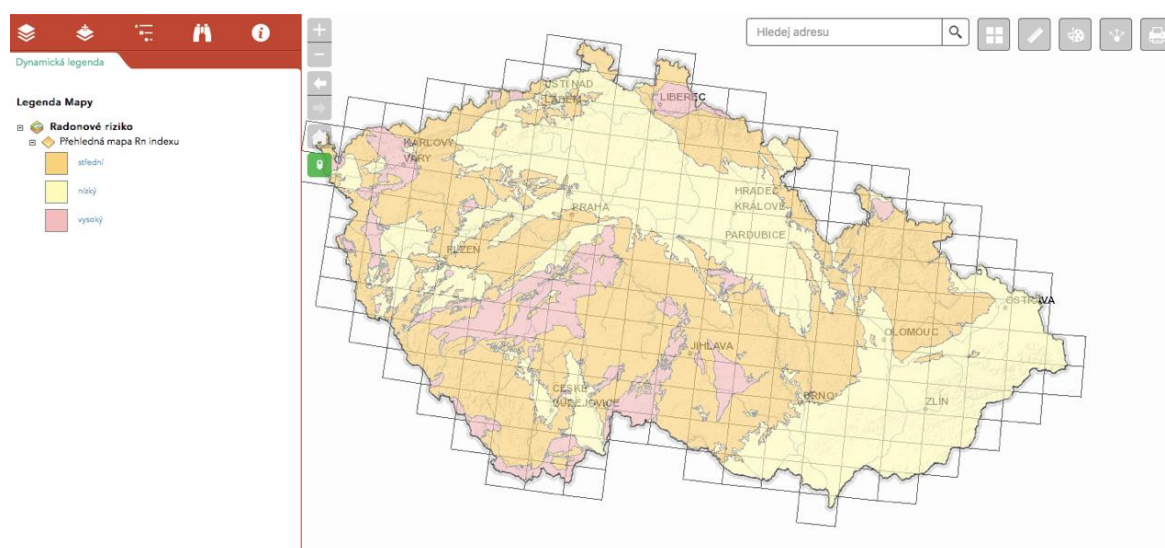 Dynamická legenda
Legenda Mapy
Radonové riziko
Přehledná mapa Rn indexu
střední
nízký
vysoký
Hledej adresu
ÚSTÍ NAD
LABEM
LIBEREC
KARLOVY
VARY
HRADEC
KRÁLOVÉ
PRAHA
PARDUBICE
PLZEŇ
OSTRAVA
OLOMOUC
JIHLAVA
ČESKÉ
BUDĚJOVICE
BRNO
ZLÍN